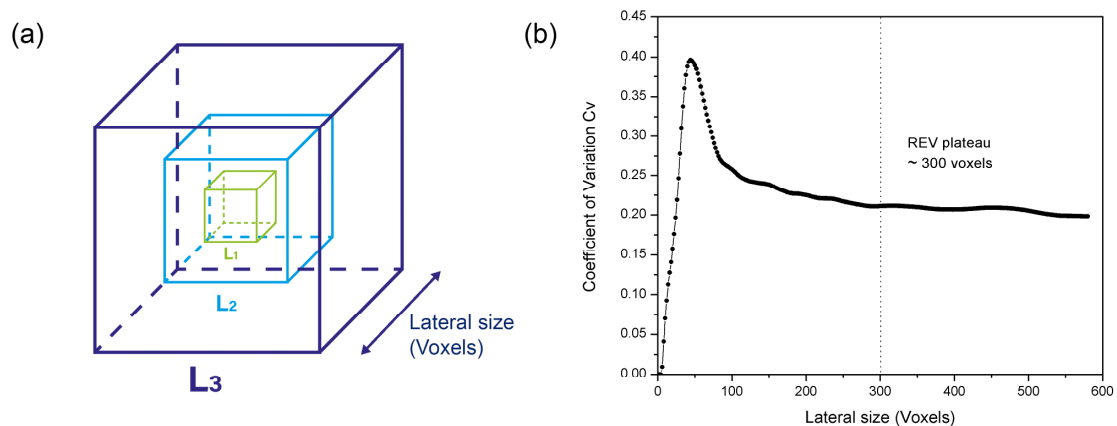 (a)
L1
L2
L3
Lateral size
(Voxels)
(b)
Coefficient of Variation Cv
0.45
0.40
0.35
0.30
0.25
0.20
0.15
0.10
0.05
0.00
REV plateau
~ 300 voxels
0 100 200 300 400 500 600
Lateral size (Voxels)